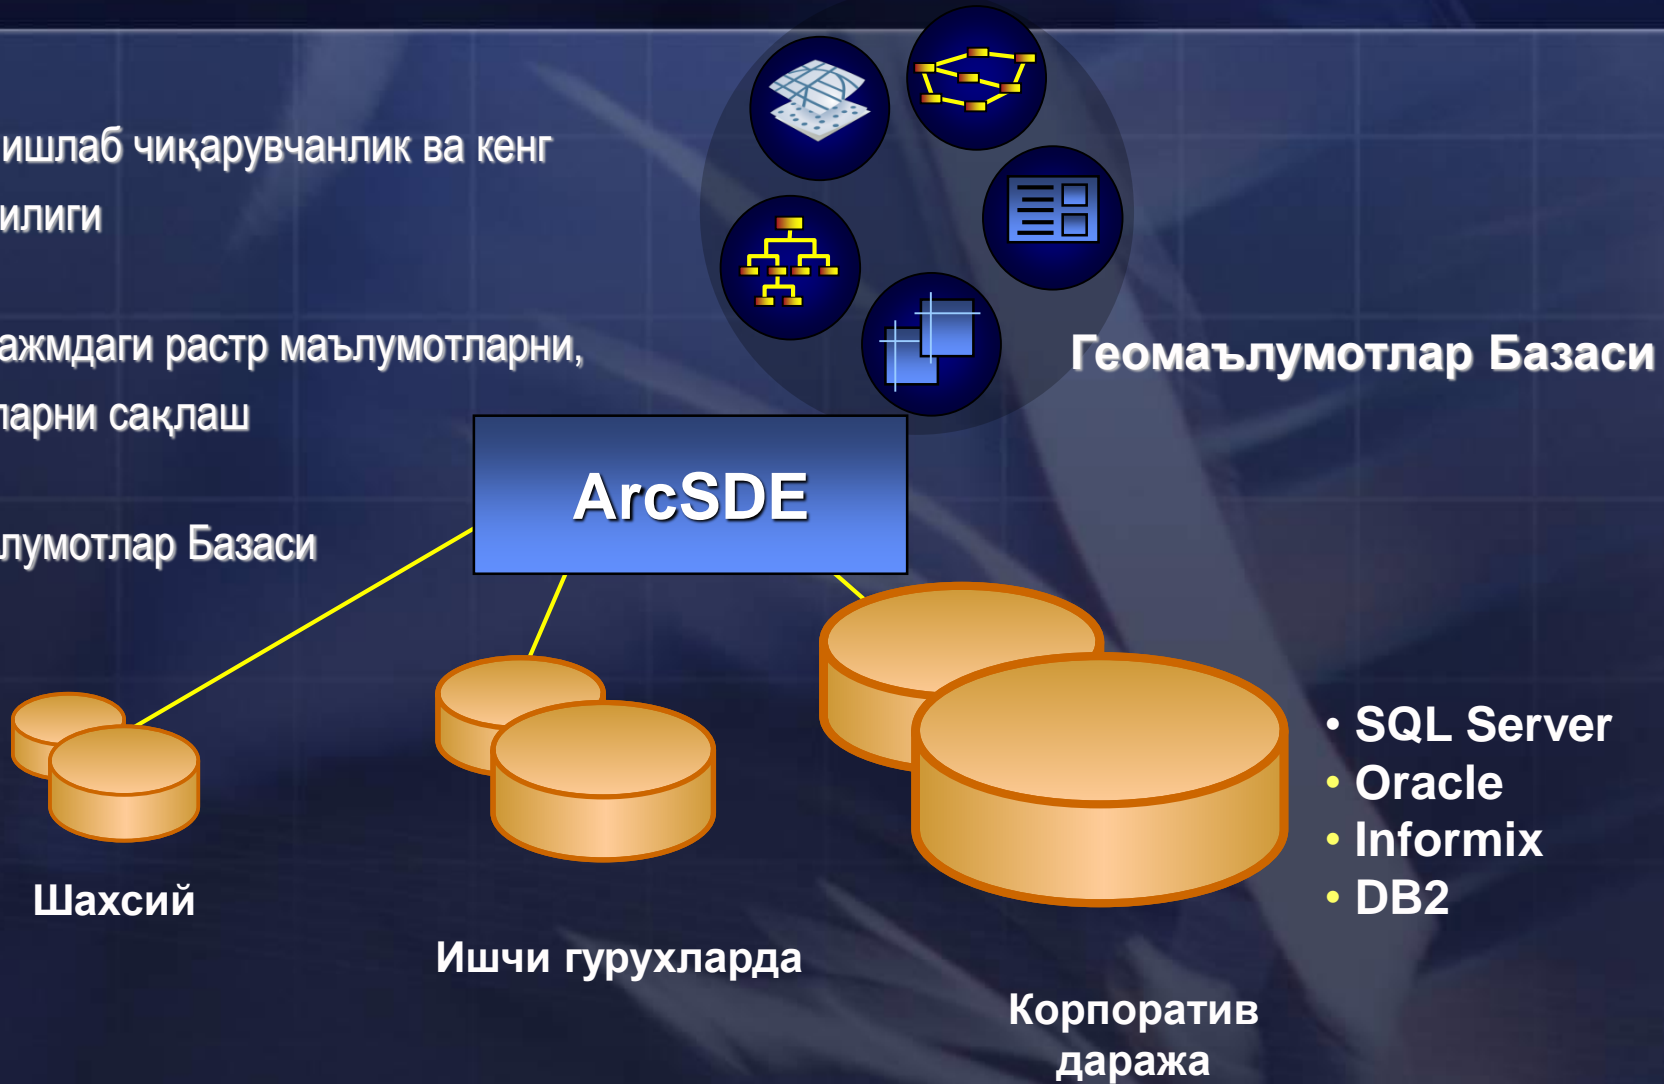 ишлаб чиқарувчанлик ва кенг
илиги
ажмдаги растр маълумотларни,
ларни сақлаш
лумотлар Базаси
Геомаълумотлар Базаси
ArcSDE
Шахсий
Ишчи гурухларда
Корпоратив
даража
• SQL Server
• Oracle
• Informix
• DB2